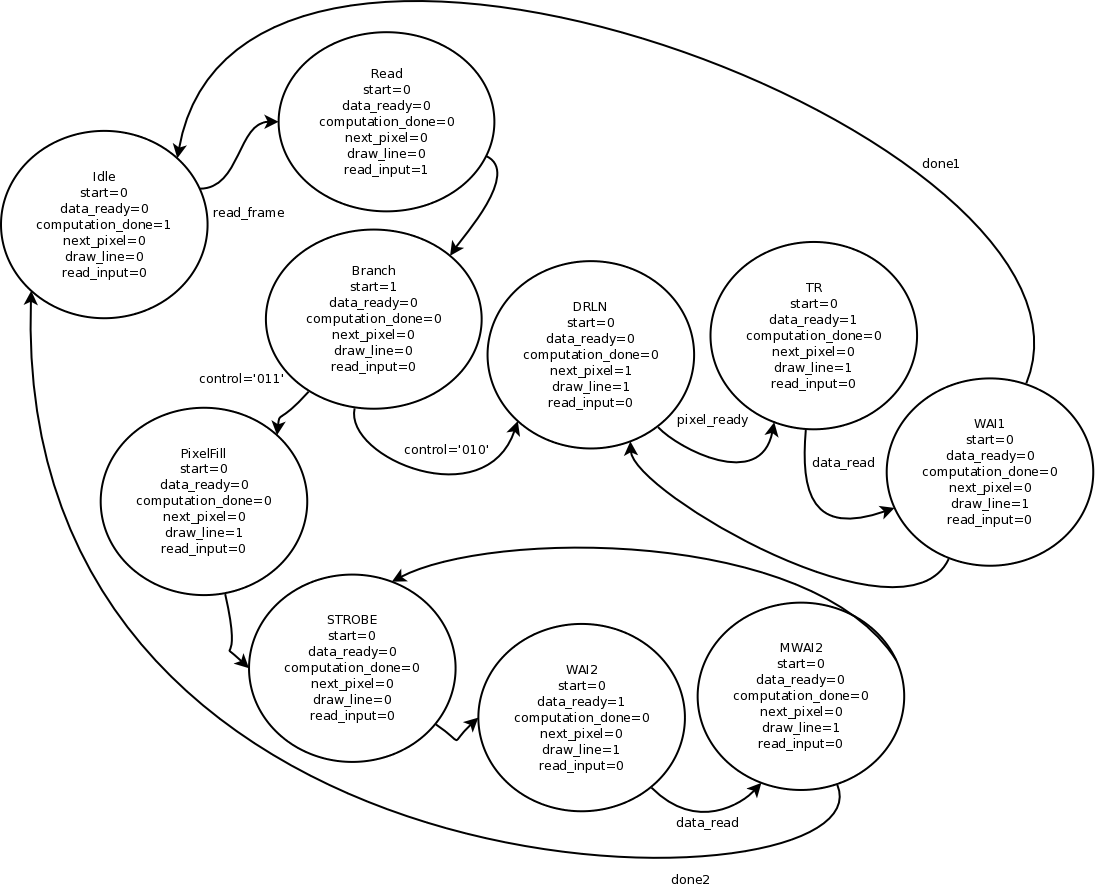 Read
start=0
data_ready=0
computation_done=0
next_pixel=0
draw_line=0
read_input=1
done1
Idle
start=0
data_ready=0
computation_done=1
next_pixel=0
draw_line=0
read_input=0
read_frame
Branch
start=1
data_ready=0
computation_done=0
next_pixel=0
draw_line=0
read_input=0
DRLN
start=0
data_ready=0
computation_done=0
next_pixel=1
draw_line=1
read_input=0
TR
start=0
data_ready=1
computation_done=0
next_pixel=0
draw_line=1
read_input=0
control='011'
control='010'
pixel_ready
data_read
WAI1
start=0
data_ready=0
computation_done=0
next_pixel=0
draw_line=1
read_input=0
PixelFill
start=0
data_ready=0
computation_done=0
next_pixel=0
draw_line=1
read_input=0
STROBE
start=0
data_ready=0
computation_done=0
next_pixel=0
draw_line=0
read_input=0
WAI2
start=0
data_ready=1
computation_done=0
next_pixel=0
draw_line=1
read_input=0
MWAI2
start=0
data_ready=0
computation_done=0
next_pixel=0
draw_line=1
read_input=0
data_read
done2